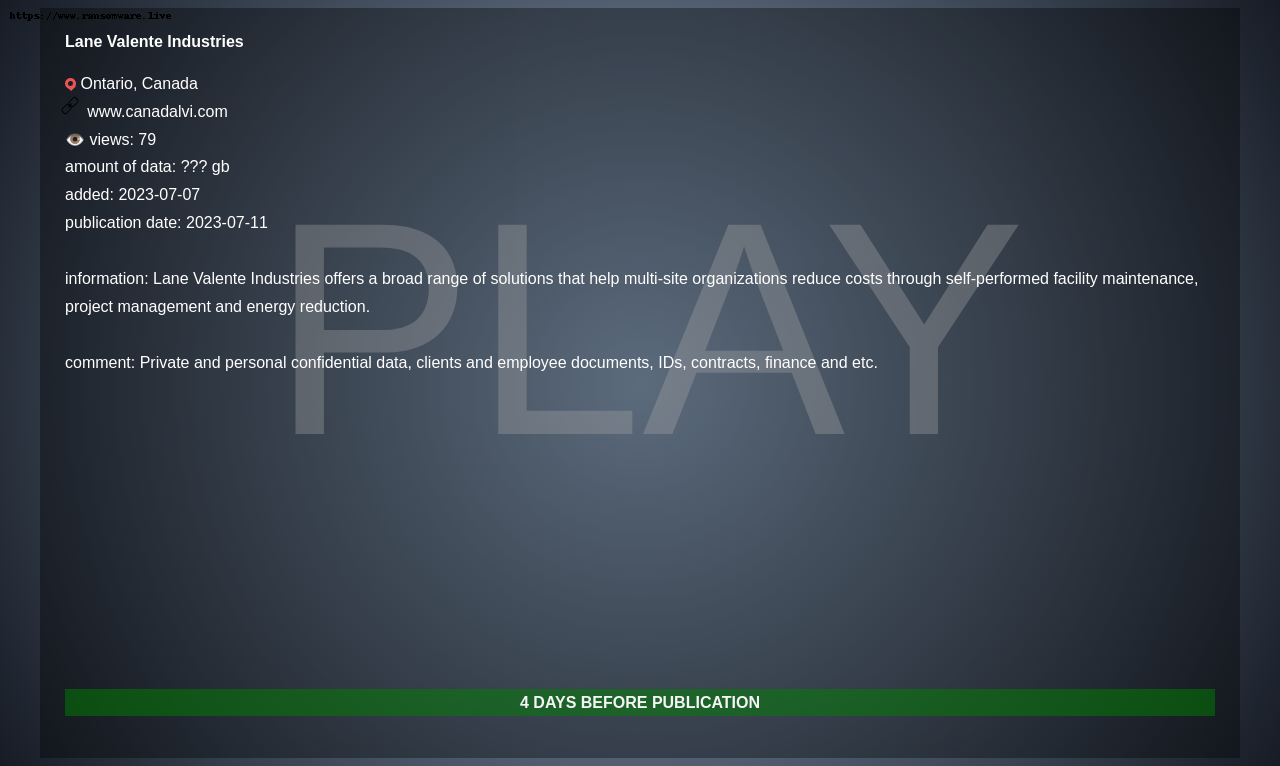 https://www.ransomware.live
Lane Valente Industries
Ontario, Canada
www.canadalvi.com
views: 79
amount of data: ??? gb
added: 2023-07-07
publication date: 2023-07-11
information: Lane Valente Industries offers a broad range of solutions that help multi-site organizations reduce costs through self-performed facility maintenance,
project management and energy reduction.
comment: Private and personal confidential data, clients and employee documents, IDs, contracts, finance and etc.
PLAY
4 DAYS BEFORE PUBLICATION